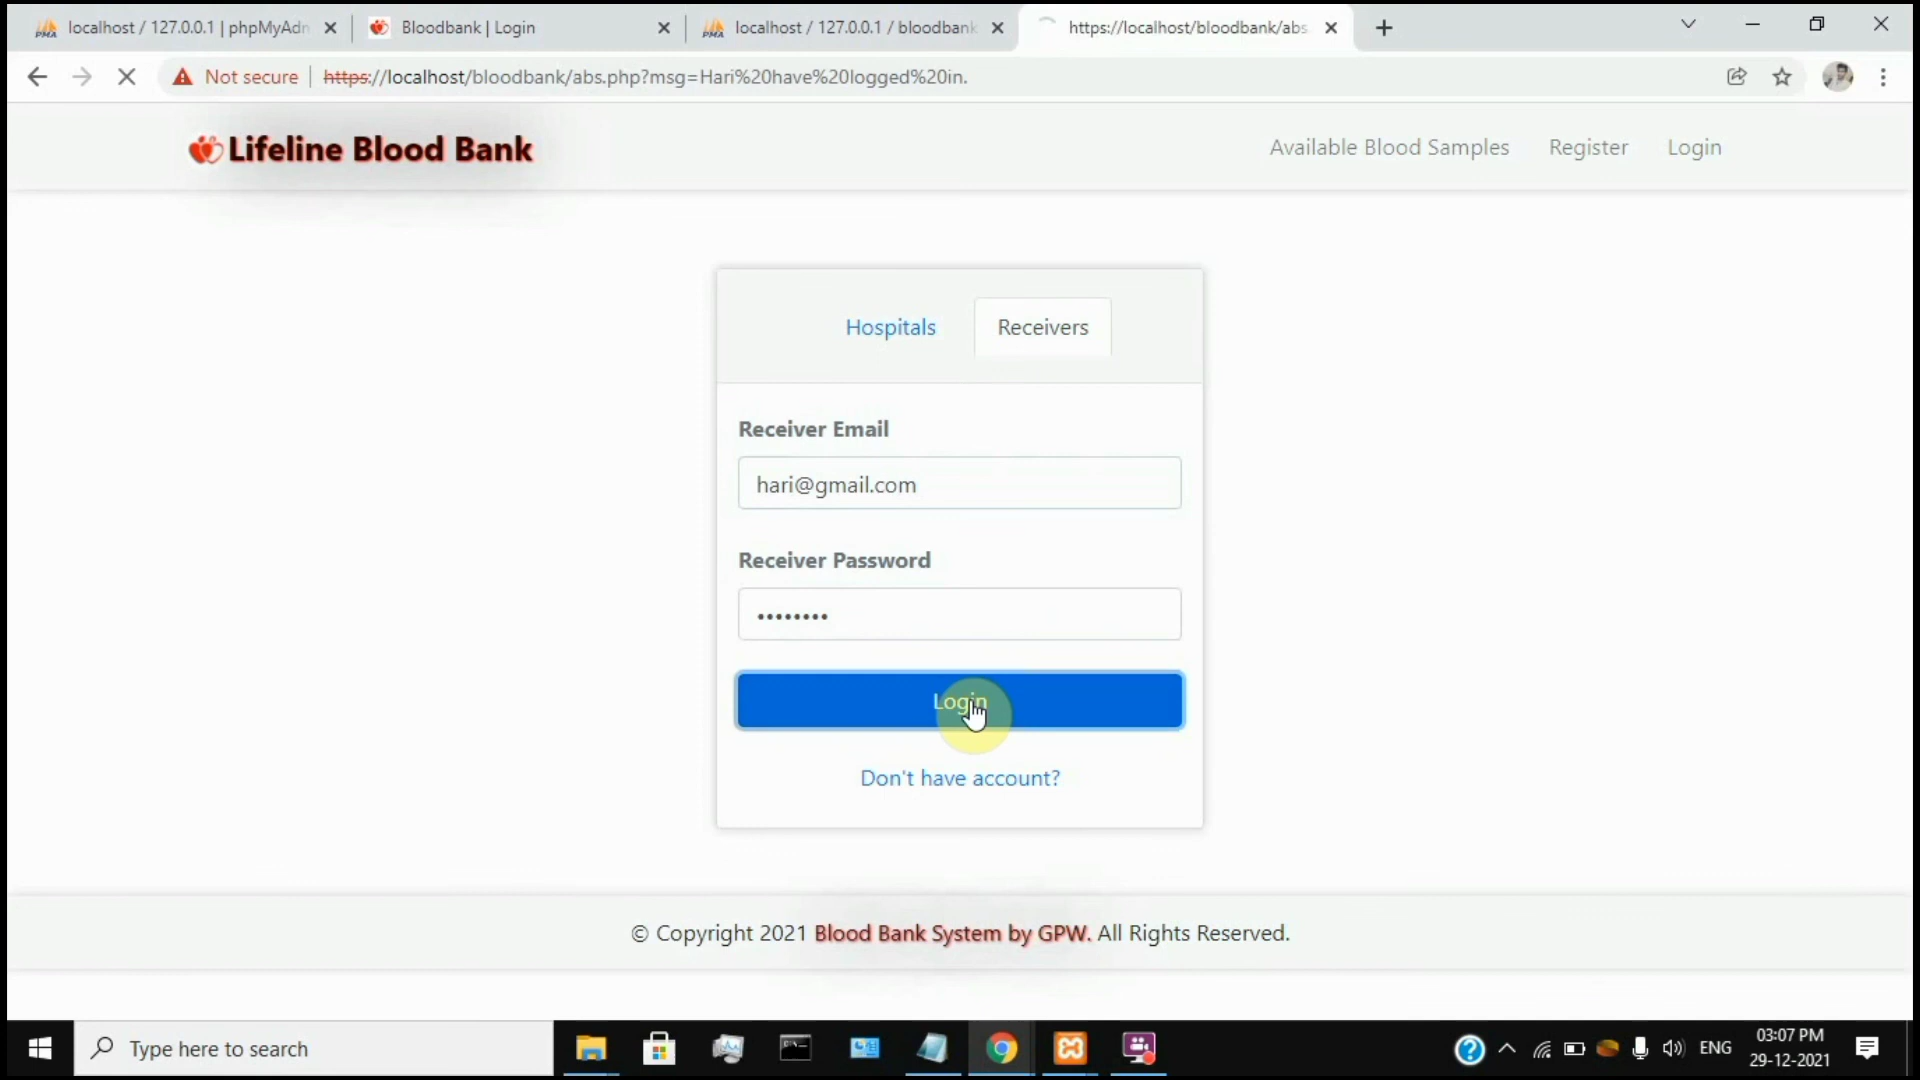 localhost / 127.0.0.1 | phpMyAdn
Bloodbank | Login
localhost / 127.0.0.1 / bloodbank
https://localhost/bloodbank/abs
Not secure | https://localhost/bloodbank/abs.php?msg=Hari%20have%20logged%20in.
Lifeline Blood Bank
Available Blood Samples
Register
Login
Hospitals
Receivers
Receiver Email
hari@gmail.com
Receiver Password
••••••••
Login
Don't have account?
© Copyright 2021 Blood Bank System by GPW. All Rights Reserved.
Type here to search
ENG
03:07 PM
29-12-2021